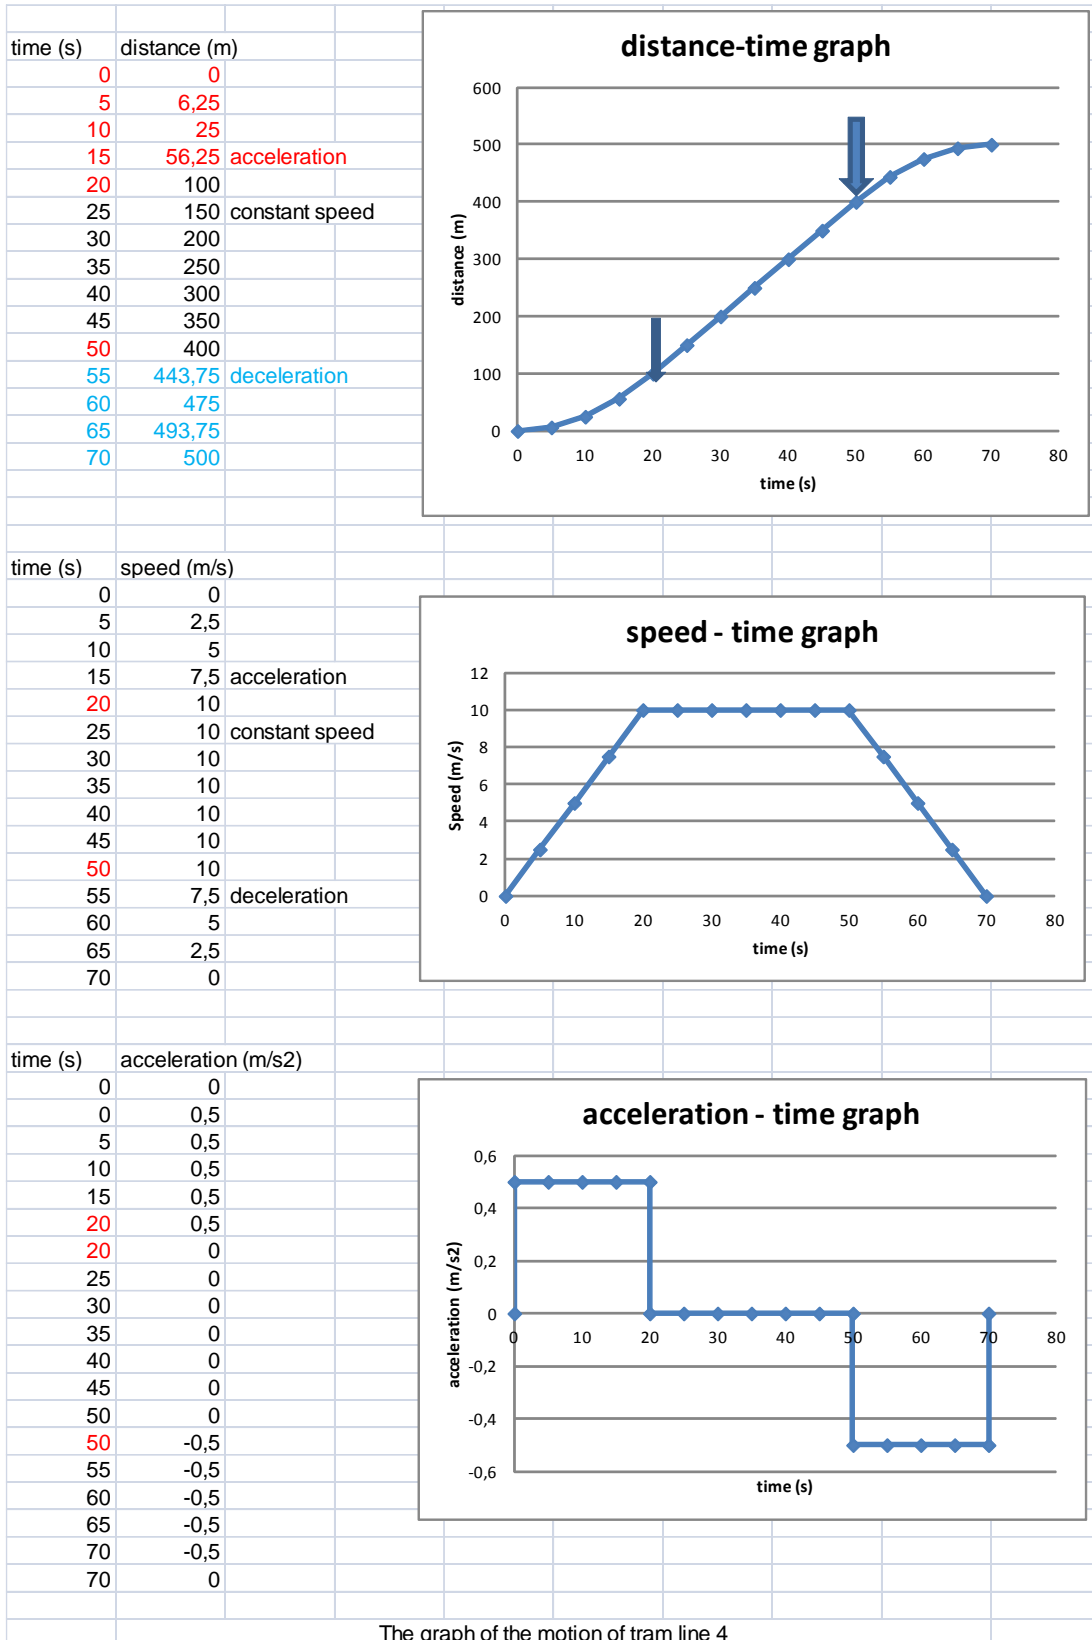 time (s) distance (m)
0 0
5 6,25
10 25
15 56,25 acceleration
20 100
25 150 constant speed
30 200
35 250
40 300
45 350
50 400
55 443,75 deceleration
60 475
65 493,75
70 500
distance-time graph
600
500
400
300
200
100
0
0 10 20 30 40 50 60 70 80
distance (m)
time (s)
time (s) speed (m/s)
0 0
5 2,5
10 5
15 7,5 acceleration
20 10
25 10 constant speed
30 10
35 10
40 10
45 10
50 10
55 7,5 deceleration
60 5
65 2,5
70 0
speed - time graph
12
10
8
6
4
2
0
0 10 20 30 40 50 60 70 80
Speed (m/s)
time (s)
time (s) acceleration (m/s2)
0 0
0 0,5
5 0,5
10 0,5
15 0,5
20 0,5
20 0
25 0
30 0
35 0
40 0
45 0
50 0
50 -0,5
55 -0,5
60 -0,5
65 -0,5
70 -0,5
70 0
acceleration - time graph
0,6
0,4
0,2
0
-0,2
-0,4
-0,6
0 10 20 30 40 50 60 70 80
acceleration (m/s2)
time (s)
The graph of the motion of tram line 4